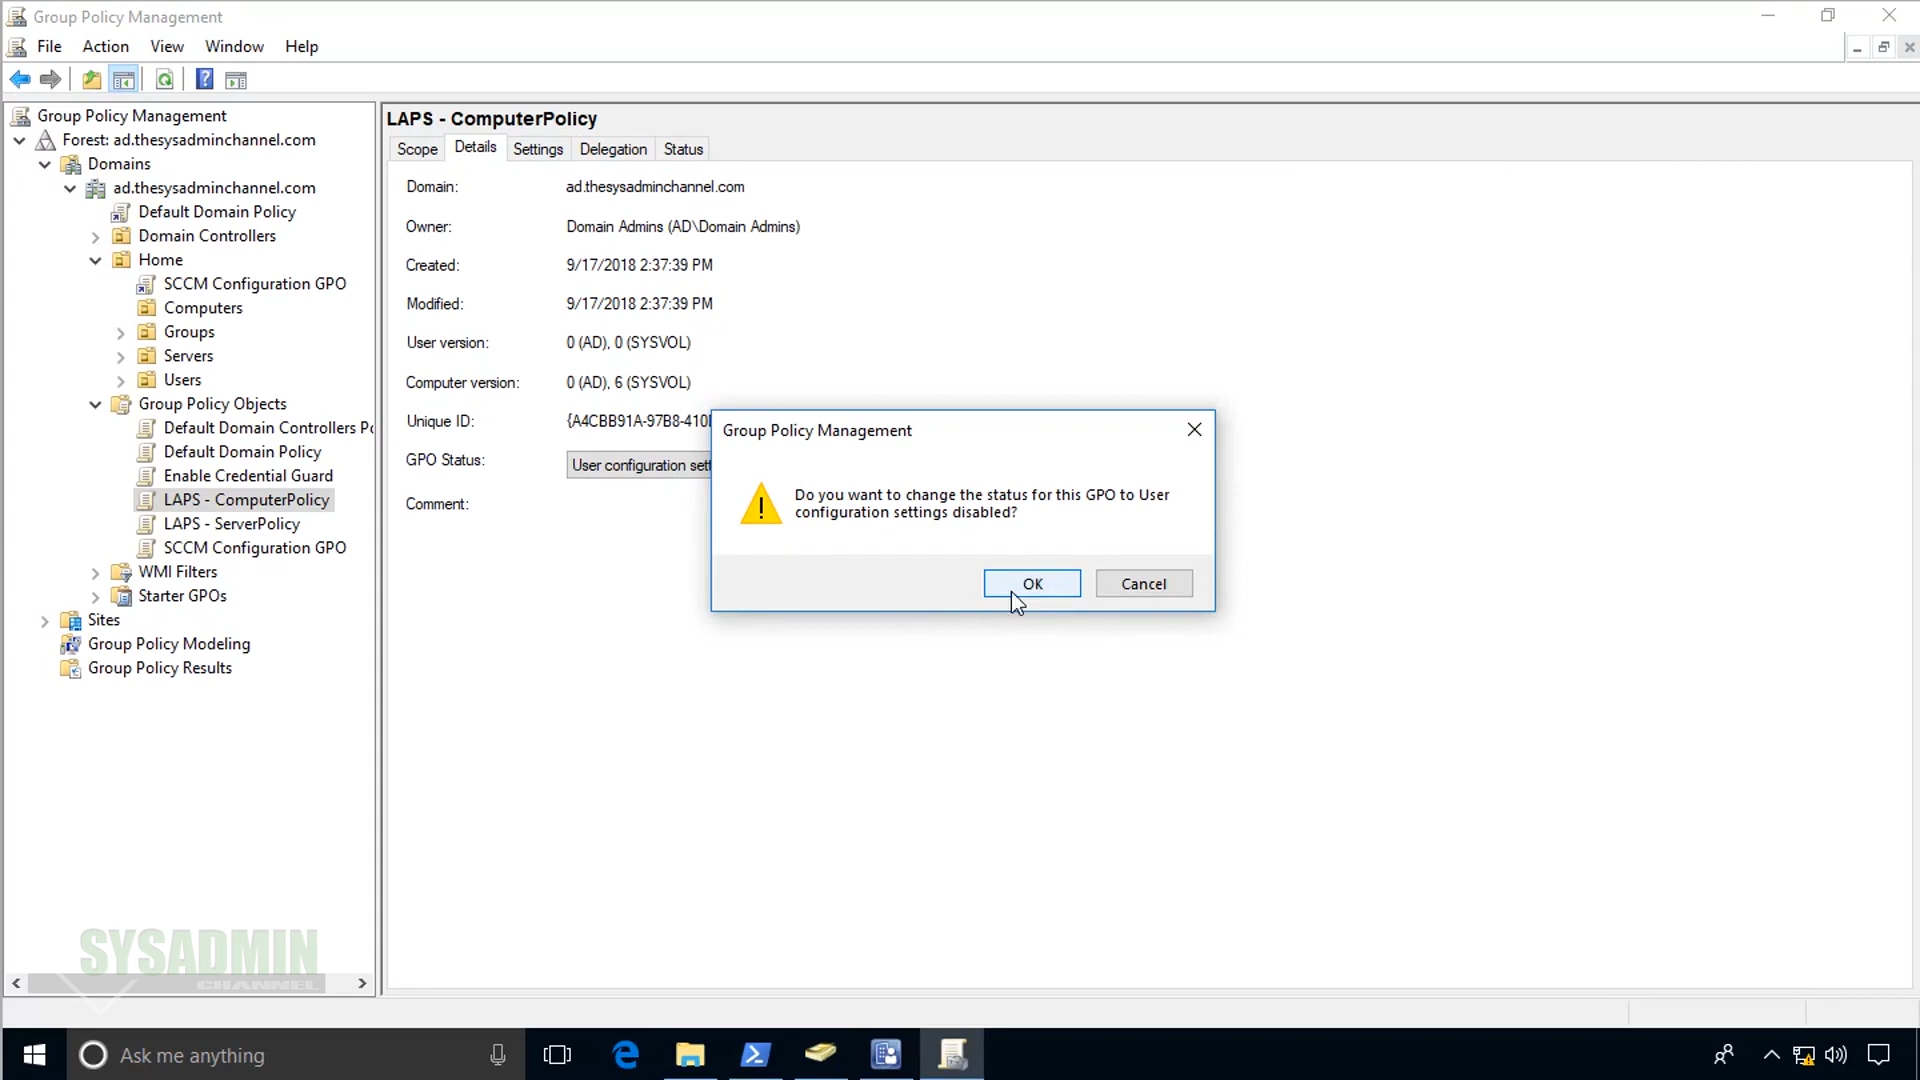 Group Policy Management
File Action View Window Help
Group Policy Management
Forest: ad.thesysadminchannel.com
Domains
ad.thesysadminchannel.com
Default Domain Policy
Domain Controllers
Home
SCCM Configuration GPO
Computers
Groups
Servers
Users
Group Policy Objects
Default Domain Controllers Po
Default Domain Policy
Enable Credential Guard
LAPS - ComputerPolicy
LAPS - ServerPolicy
SCCM Configuration GPO
WMI Filters
Starter GPOs
Sites
Group Policy Modeling
Group Policy Results
LAPS - ComputerPolicy
Scope Details Settings Delegation Status
Domain: ad.thesysadminchannel.com
Owner: Domain Admins (AD\Domain Admins)
Created: 9/17/2018 2:37:39 PM
Modified: 9/17/2018 2:37:39 PM
User version: 0 (AD), 0 (SYSVOL)
Computer version: 0 (AD), 6 (SYSVOL)
Unique ID: {A4CBB91A-97B8-410
GPO Status: User configuration sett
Comment:
Group Policy Management
Do you want to change the status for this GPO to User
configuration settings disabled?
OK Cancel
SYSADMIN
CHANNEL
Ask me anything